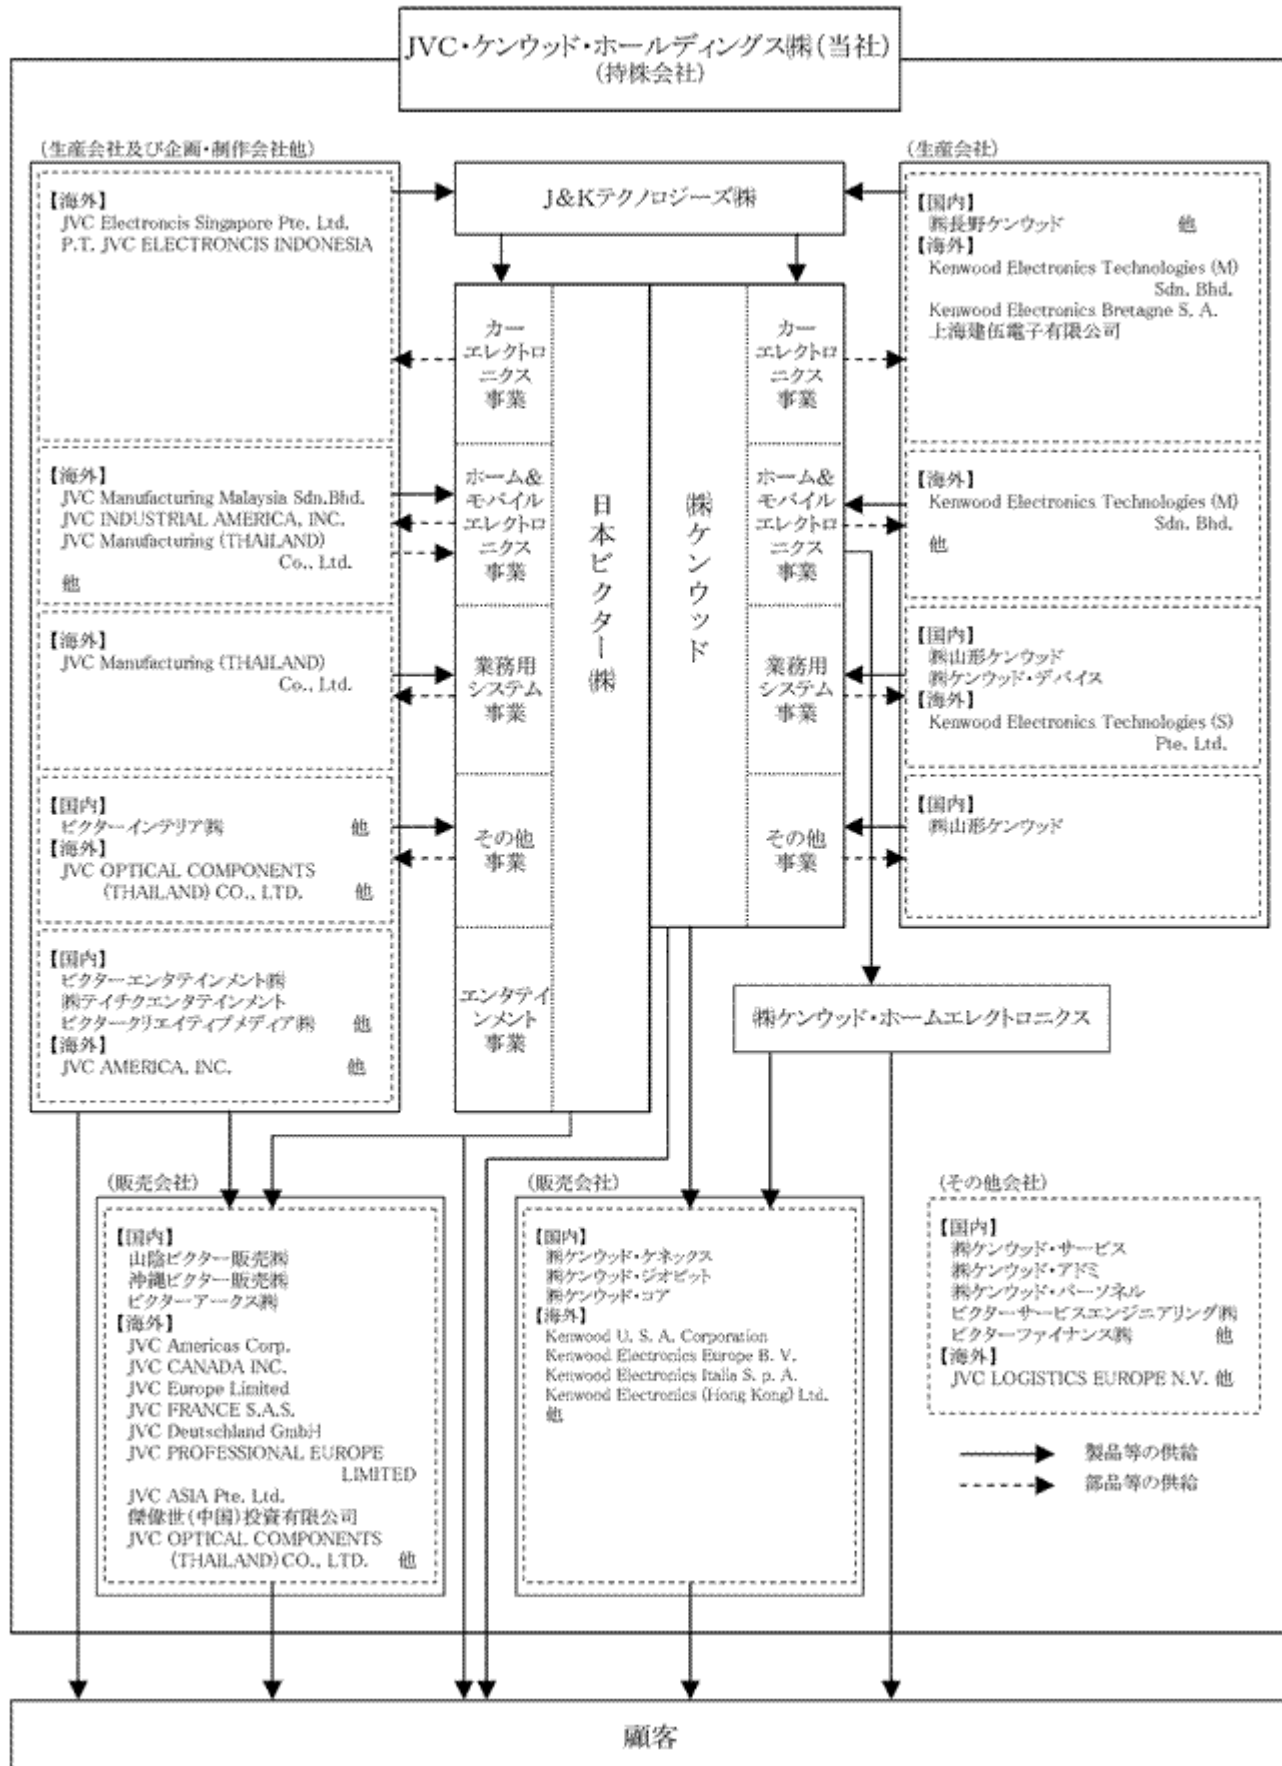 JVC・ケンウッド・ホールディングス㈱(当社)
(持株会社)
(生産会社及び企画・制作会社他)
【海外】
JVC Electroncis Singapore Pte. Ltd.
P.T. JVC ELECTRONCIS INDONESIA
【海外】
JVC Manufacturing Malaysia Sdn.Bhd.
JVC INDUSTRIAL AMERICA, INC.
JVC Manufacturing (THAILAND)
Co., Ltd.
他
【海外】
JVC Manufacturing (THAILAND)
Co., Ltd.
【国内】
ビクターインテリア㈱ 他
【海外】
JVC OPTICAL COMPONENTS
(THAILAND) CO., LTD. 他
【国内】
ビクターエンタテインメント㈱
㈱テイチクエンタテインメント
ビクタークリエイティブメディア㈱ 他
【海外】
JVC AMERICA, INC. 他
J&Kテクノロジーズ㈱
カー
エレクトロ
ニクス
事業
ホーム&
モバイル
エレクトロ
ニクス
事業
業務用
システム
事業
その他
事業
エンタテイ
ンメント
事業
日本ビクター㈱
㈱ケンウッド
カー
エレクトロ
ニクス
事業
ホーム&
モバイル
エレクトロ
ニクス
事業
業務用
システム
事業
その他
事業
(生産会社)
【国内】
㈱長野ケンウッド 他
【海外】
Kenwood Electronics Technologies (M)
Sdn. Bhd.
Kenwood Electronics Bretagne S. A.
上海建伍電子有限公司
【海外】
Kenwood Electronics Technologies (M)
Sdn. Bhd.
他
【国内】
㈱山形ケンウッド
㈱ケンウッド・デバイス
【海外】
Kenwood Electronics Technologies (S)
Pte. Ltd.
【国内】
㈱山形ケンウッド
㈱ケンウッド・ホームエレクトロニクス
(販売会社)
【国内】
山陰ビクター販売㈱
沖縄ビクター販売㈱
ビクターアークス㈱
【海外】
JVC Americas Corp.
JVC CANADA INC.
JVC Europe Limited
JVC FRANCE S.A.S.
JVC Deutschland GmbH
JVC PROFESSIONAL EUROPE
LIMITED
JVC ASIA Pte. Ltd.
傑偉世(中国)投資有限公司
JVC OPTICAL COMPONENTS
(THAILAND)CO., LTD. 他
(販売会社)
【国内】
㈱ケンウッド・ケネックス
㈱ケンウッド・ジオビット
㈱ケンウッド・コア
【海外】
Kenwood U. S. A. Corporation
Kenwood Electronics Europe B. V.
Kenwood Electronics Italia S. p. A.
Kenwood Electronics (Hong Kong) Ltd.
他
(その他会社)
【国内】
㈱ケンウッド・サービス
㈱ケンウッド・アドミ
㈱ケンウッド・パーソネル
ビクターサービスエンジニアリング㈱
ビクターファイナンス㈱ 他
【海外】
JVC LOGISTICS EUROPE N.V. 他
製品等の供給
部品等の供給
顧客